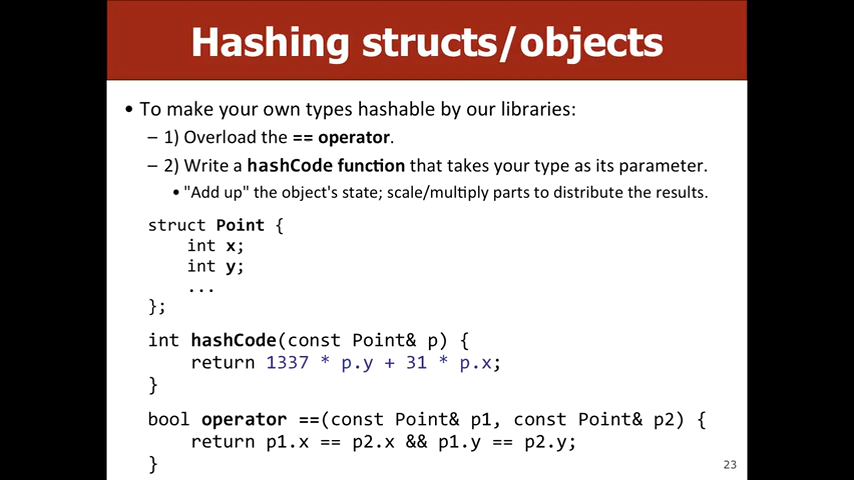 Hashing structs/objects
• To make your own types hashable by our libraries:
– 1) Overload the == operator.
– 2) Write a hashCode function that takes your type as its parameter.
• "Add up" the object's state; scale/multiply parts to distribute the results.
struct Point {
int x;
int y;
...
};
int hashCode(const Point& p) {
return 1337 * p.y + 31 * p.x;
}
bool operator ==(const Point& p1, const Point& p2) {
return p1.x == p2.x && p1.y == p2.y;
}
23